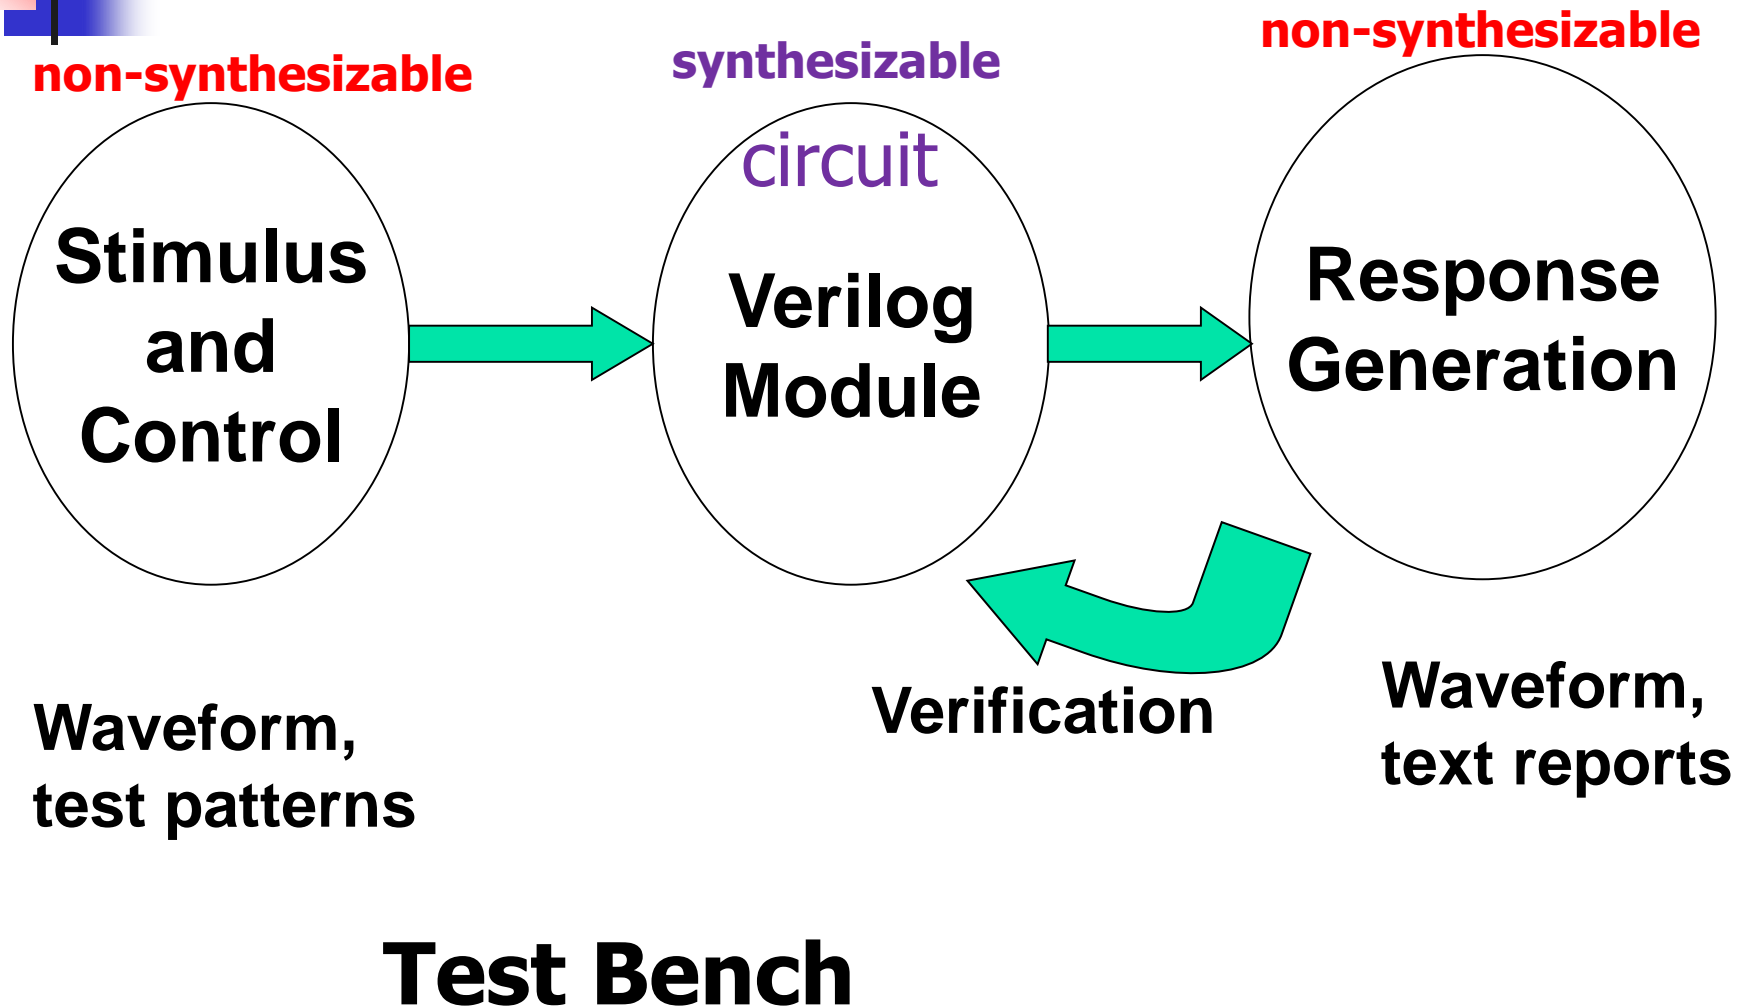 non-synthesizable
Stimulus
and
Control
Waveform,
test patterns
synthesizable
circuit
Verilog
Module
Verification
non-synthesizable
Response
Generation
Waveform,
text reports
Test Bench